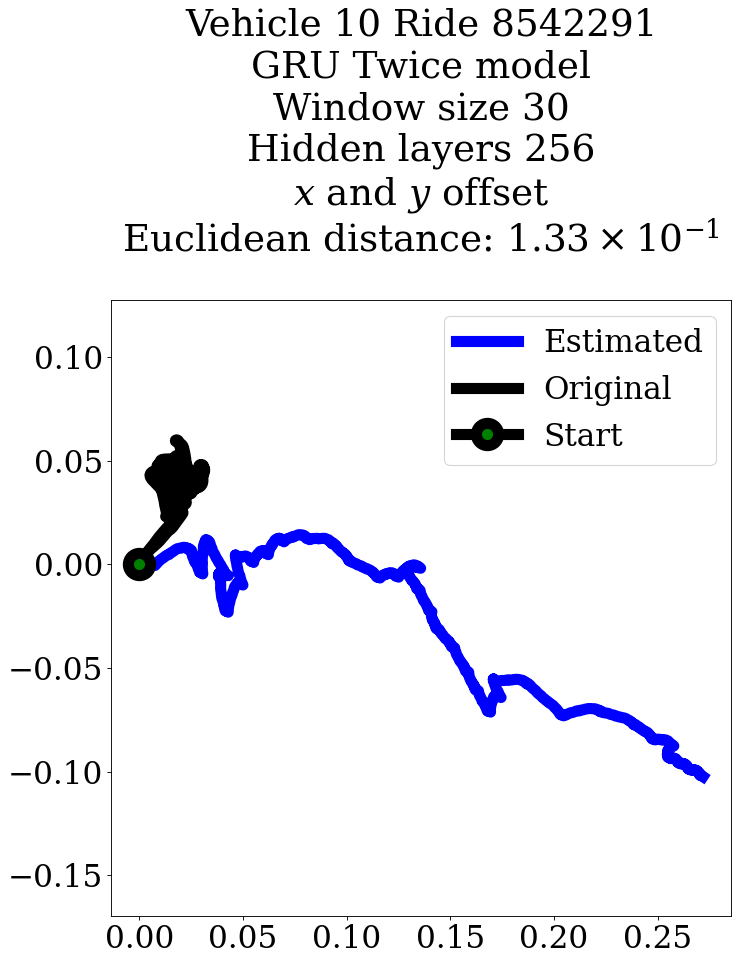 Vehicle 10 Ride 8542291
GRU Twice model
Window size 30
Hidden layers 256
x and y offset
Euclidean distance: 1.33 × 10⁻¹
Estimated
Original
Start
0.10
0.05
0.00
−0.05
−0.10
−0.15
0.00 0.05 0.10 0.15 0.20 0.25